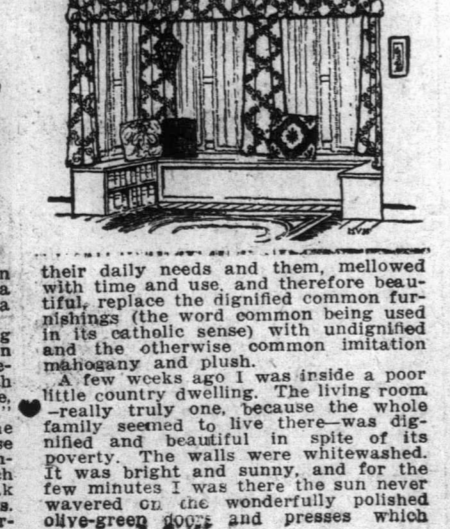 their daily needs and them, mellowed
with time and use, and therefore beau-
tiful, replace the dignified common fur-
nishings (the word common being used
in its catholic sense) with undignified
and the otherwise common imitation
mahogany and plush.
A few weeks ago I was inside a poor
little country dwelling. The living room
—really truly one, because the whole
family seemed to live there—was dig-
nified and beautiful in spite of its
poverty. The walls were whitewashed.
It was bright and sunny, and for the
few minutes I was there the sun never
wavered on the wonderfully polished
olive-green doors and presses which